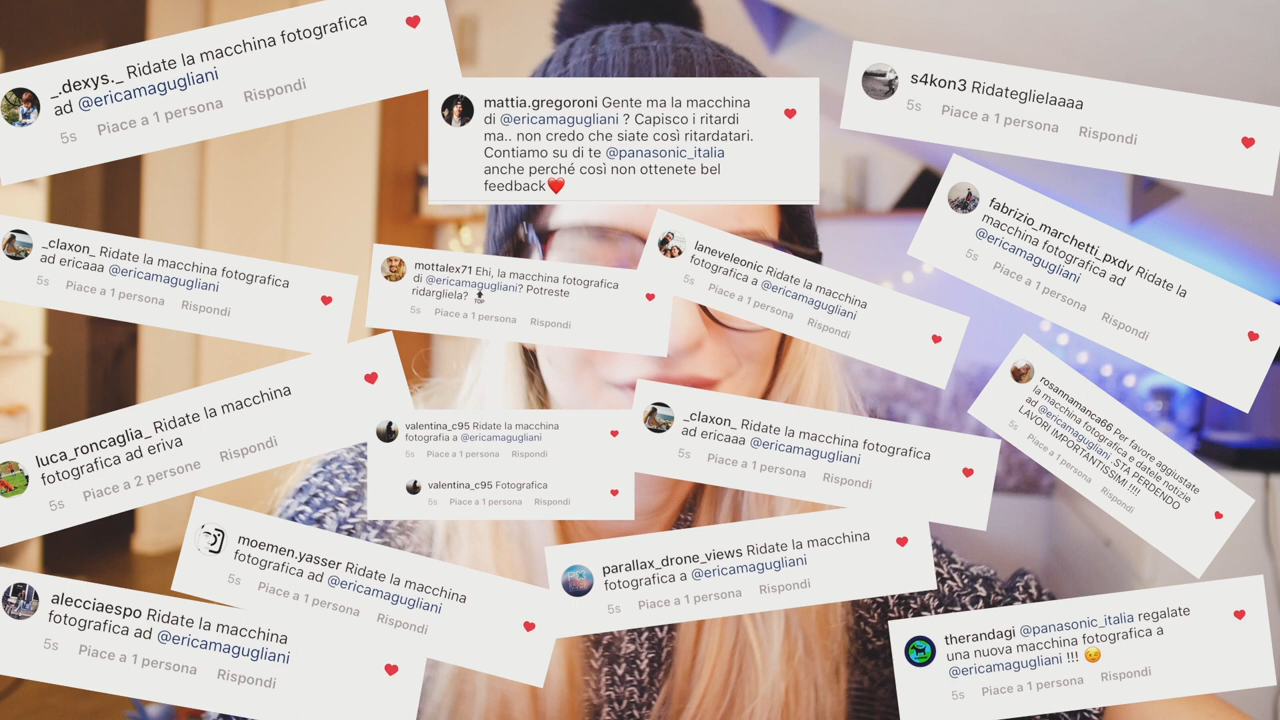 _.dexys._ Ridate la macchina fotografica
ad @ericamagugliani
5s Piace a 1 persona Rispondi
mattia.gregoroni Gente ma la macchina
di @ericamagugliani ? Capisco i ritardi
ma.. non credo che siate così ritardatari.
Contiamo su di te @panasonic_italia
anche perché così non ottenete bel
feedback❤️
s4kon3 Ridateglielaaaa
5s Piace a 1 persona Rispondi
fabrizio_marchetti_pxdv Ridate la
macchina fotografica ad
@ericamagugliani
5s Piace a 1 persona Rispondi
_claxon_ Ridate la macchina fotografica
ad ericaaa @ericamagugliani
5s Piace a 1 persona Rispondi
mottalex71 Ehi, la macchina fotografica
di @ericamagugliani? Potreste
ridargliela? 🔝
5s Piace a 1 persona Rispondi
laneveleonic Ridate la macchina
fotografica a @ericamagugliani
5s Piace a 1 persona Rispondi
rosannamanca66 Per favore aggiustate
la macchina fotografica e datele notizie
ad @ericamagugliani STA PERDENDO
LAVORI IMPORTANTISSIMI !!!!
5s Piace a 1 persona Rispondi
luca_roncaglia_ Ridate la macchina
fotografica ad eriva
5s Piace a 2 persone Rispondi
valentina_c95 Ridate la macchina
fotografia a @ericamagugliani
5s Piace a 1 persona Rispondi
valentina_c95 Fotografica
5s Piace a 1 persona Rispondi
_claxon_ Ridate la macchina fotografica
ad ericaaa @ericamagugliani
5s Piace a 1 persona Rispondi
moemen.yasser Ridate la macchina
fotografica ad @ericamagugliani
5s Piace a 1 persona Rispondi
parallax_drone_views Ridate la macchina
fotografica a @ericamagugliani
5s Piace a 1 persona Rispondi
alecciaespo Ridate la macchina
fotografica ad @ericamagugliani
5s Piace a 1 persona Rispondi
therandagi @panasonic_italia regalate
una nuova macchina fotografica a
@ericamagugliani !!! 😉
5s Piace a 1 persona Rispondi